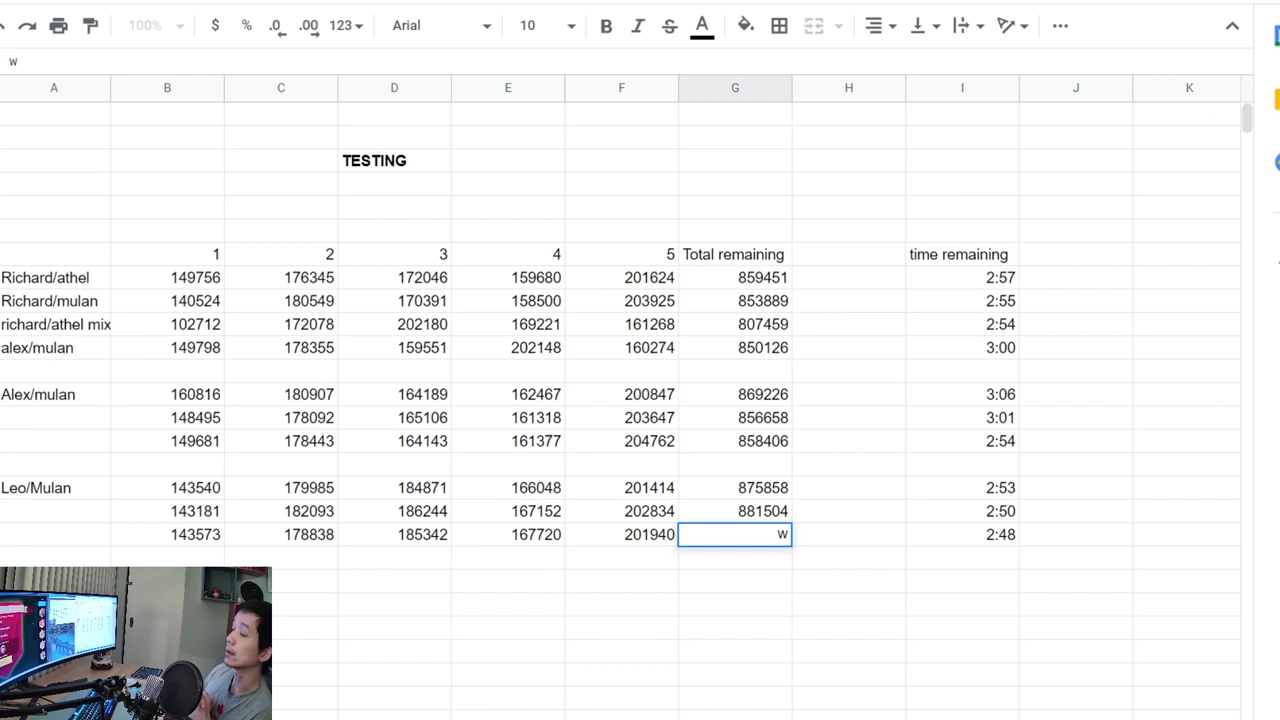 100%
$ % .0 .00 123 Arial 10 B I S A
w
A B C D E F G H I J K
TESTING
1 2 3 4 5 Total remaining time remaining
Richard/athel 149756 176345 172046 159680 201624 859451 2:57
Richard/mulan 140524 180549 170391 158500 203925 853889 2:55
richard/athel mix 102712 172078 202180 169221 161268 807459 2:54
alex/mulan 149798 178355 159551 202148 160274 850126 3:00
Alex/mulan 160816 180907 164189 162467 200847 869226 3:06
148495 178092 165106 161318 203647 856658 3:01
149681 178443 164143 161377 204762 858406 2:54
Leo/Mulan 143540 179985 184871 166048 201414 875858 2:53
143181 182093 186244 167152 202834 881504 2:50
143573 178838 185342 167720 201940 w 2:48